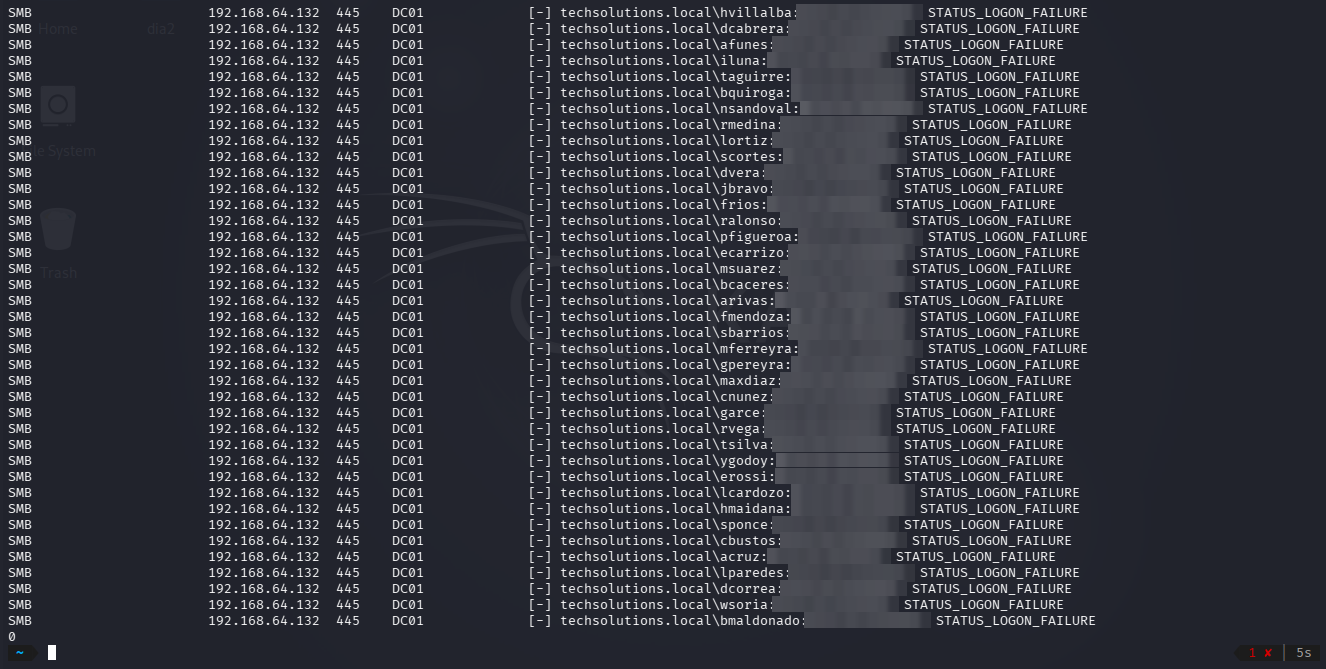 SMB 192.168.64.132 445 DC01 [-] techsolutions.local\hvillalba: STATUS_LOGON_FAILURE
SMB 192.168.64.132 445 DC01 [-] techsolutions.local\dcabrera: STATUS_LOGON_FAILURE
SMB 192.168.64.132 445 DC01 [-] techsolutions.local\afunes: STATUS_LOGON_FAILURE
SMB 192.168.64.132 445 DC01 [-] techsolutions.local\iluna: STATUS_LOGON_FAILURE
SMB 192.168.64.132 445 DC01 [-] techsolutions.local\taguirre: STATUS_LOGON_FAILURE
SMB 192.168.64.132 445 DC01 [-] techsolutions.local\bquiroga: STATUS_LOGON_FAILURE
SMB 192.168.64.132 445 DC01 [-] techsolutions.local\nsandoval: STATUS_LOGON_FAILURE
SMB 192.168.64.132 445 DC01 [-] techsolutions.local\rmedina: STATUS_LOGON_FAILURE
SMB 192.168.64.132 445 DC01 [-] techsolutions.local\lortiz: STATUS_LOGON_FAILURE
SMB 192.168.64.132 445 DC01 [-] techsolutions.local\scortes: STATUS_LOGON_FAILURE
SMB 192.168.64.132 445 DC01 [-] techsolutions.local\dvera: STATUS_LOGON_FAILURE
SMB 192.168.64.132 445 DC01 [-] techsolutions.local\jbravo: STATUS_LOGON_FAILURE
SMB 192.168.64.132 445 DC01 [-] techsolutions.local\frios: STATUS_LOGON_FAILURE
SMB 192.168.64.132 445 DC01 [-] techsolutions.local\ralonso: STATUS_LOGON_FAILURE
SMB 192.168.64.132 445 DC01 [-] techsolutions.local\pfigueroa: STATUS_LOGON_FAILURE
SMB 192.168.64.132 445 DC01 [-] techsolutions.local\ecarrizo: STATUS_LOGON_FAILURE
SMB 192.168.64.132 445 DC01 [-] techsolutions.local\msuarez: STATUS_LOGON_FAILURE
SMB 192.168.64.132 445 DC01 [-] techsolutions.local\bcaceres: STATUS_LOGON_FAILURE
SMB 192.168.64.132 445 DC01 [-] techsolutions.local\arivas: STATUS_LOGON_FAILURE
SMB 192.168.64.132 445 DC01 [-] techsolutions.local\fmendoza: STATUS_LOGON_FAILURE
SMB 192.168.64.132 445 DC01 [-] techsolutions.local\sbarrios: STATUS_LOGON_FAILURE
SMB 192.168.64.132 445 DC01 [-] techsolutions.local\mferreyra: STATUS_LOGON_FAILURE
SMB 192.168.64.132 445 DC01 [-] techsolutions.local\gpereyra: STATUS_LOGON_FAILURE
SMB 192.168.64.132 445 DC01 [-] techsolutions.local\maxdiaz: STATUS_LOGON_FAILURE
SMB 192.168.64.132 445 DC01 [-] techsolutions.local\cnunez: STATUS_LOGON_FAILURE
SMB 192.168.64.132 445 DC01 [-] techsolutions.local\garce: STATUS_LOGON_FAILURE
SMB 192.168.64.132 445 DC01 [-] techsolutions.local\rvega: STATUS_LOGON_FAILURE
SMB 192.168.64.132 445 DC01 [-] techsolutions.local\tsilva: STATUS_LOGON_FAILURE
SMB 192.168.64.132 445 DC01 [-] techsolutions.local\ygodoy: STATUS_LOGON_FAILURE
SMB 192.168.64.132 445 DC01 [-] techsolutions.local\erossi: STATUS_LOGON_FAILURE
SMB 192.168.64.132 445 DC01 [-] techsolutions.local\lcardozo: STATUS_LOGON_FAILURE
SMB 192.168.64.132 445 DC01 [-] techsolutions.local\hmaidana: STATUS_LOGON_FAILURE
SMB 192.168.64.132 445 DC01 [-] techsolutions.local\sponce: STATUS_LOGON_FAILURE
SMB 192.168.64.132 445 DC01 [-] techsolutions.local\cbustos: STATUS_LOGON_FAILURE
SMB 192.168.64.132 445 DC01 [-] techsolutions.local\acruz: STATUS_LOGON_FAILURE
SMB 192.168.64.132 445 DC01 [-] techsolutions.local\lparedes: STATUS_LOGON_FAILURE
SMB 192.168.64.132 445 DC01 [-] techsolutions.local\dcorrea: STATUS_LOGON_FAILURE
SMB 192.168.64.132 445 DC01 [-] techsolutions.local\wsoria: STATUS_LOGON_FAILURE
SMB 192.168.64.132 445 DC01 [-] techsolutions.local\bmaldonado: STATUS_LOGON_FAILURE
0
~ 1 ✘ 5s
Home dia2
System
Trash